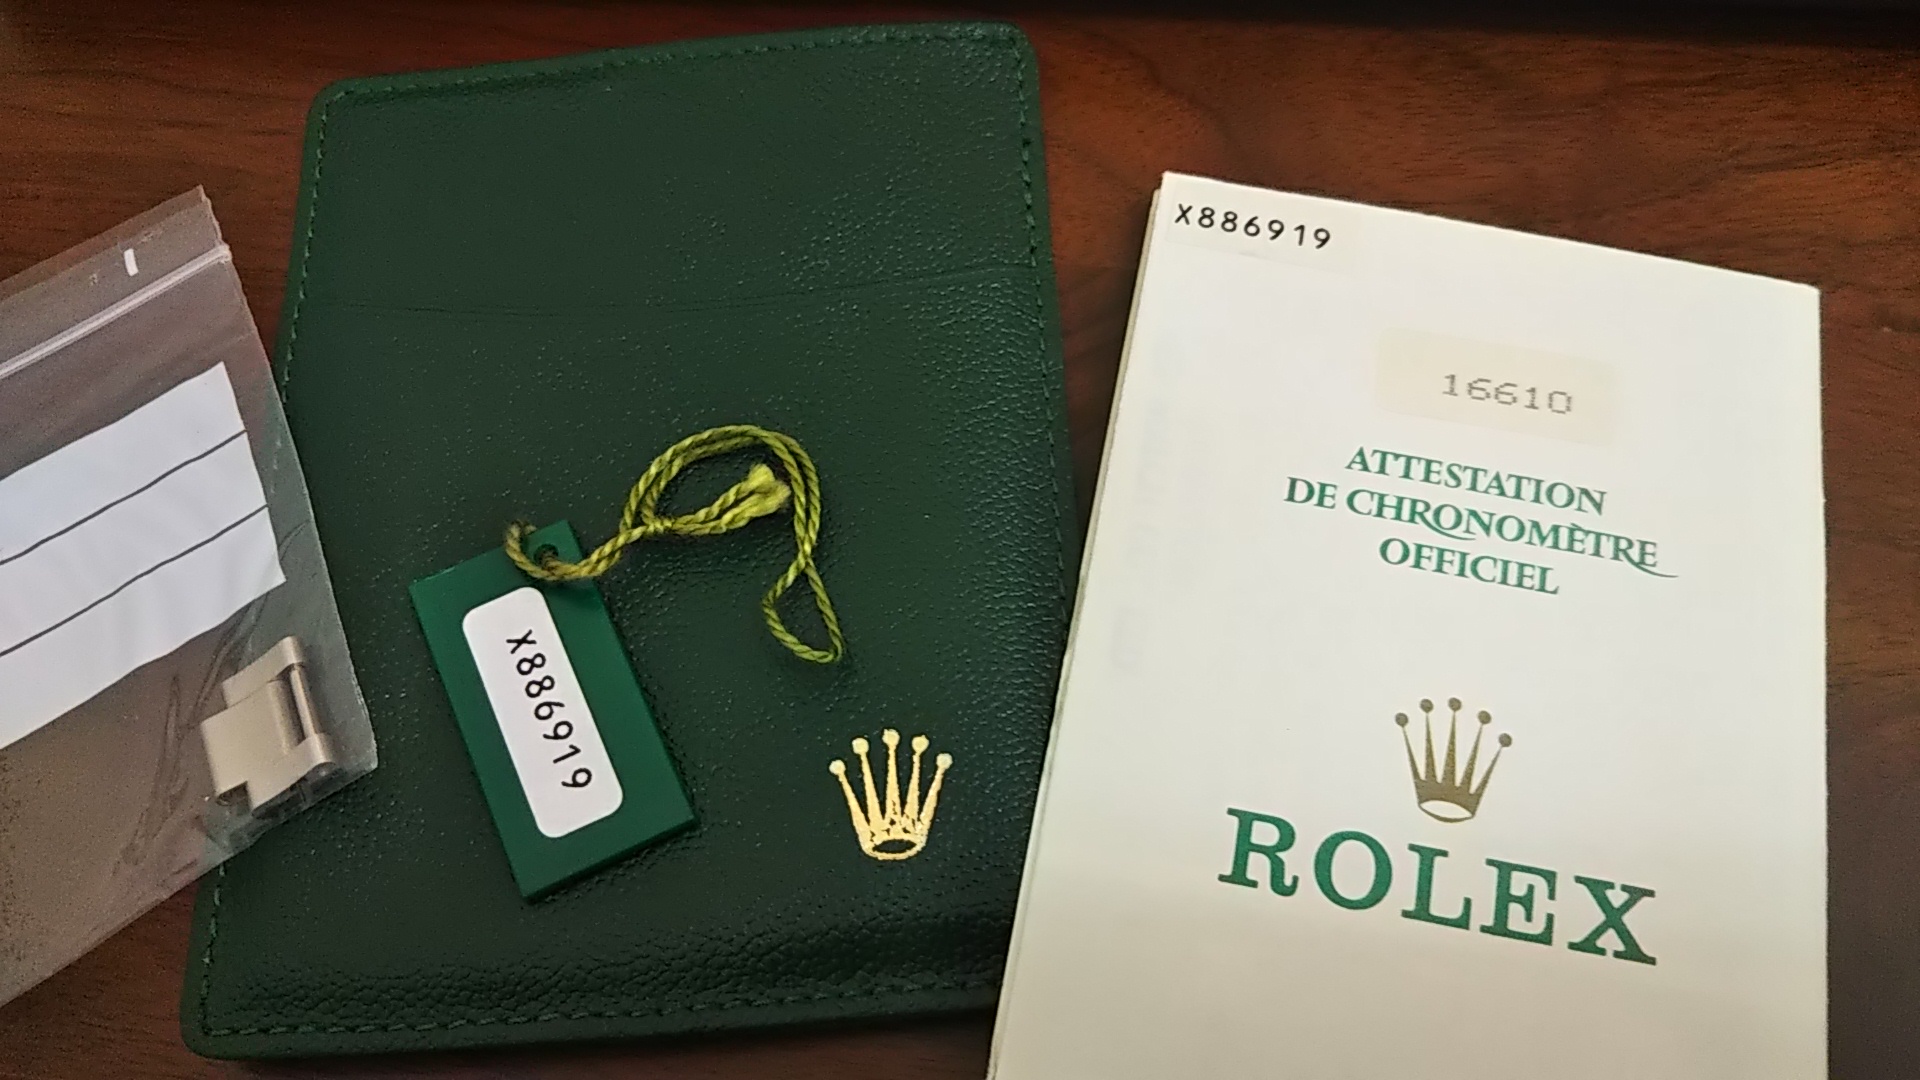 X886919
X886919
16610
ATTESTATION
DE CHRONOMÈTRE
OFFICIEL
ROLEX